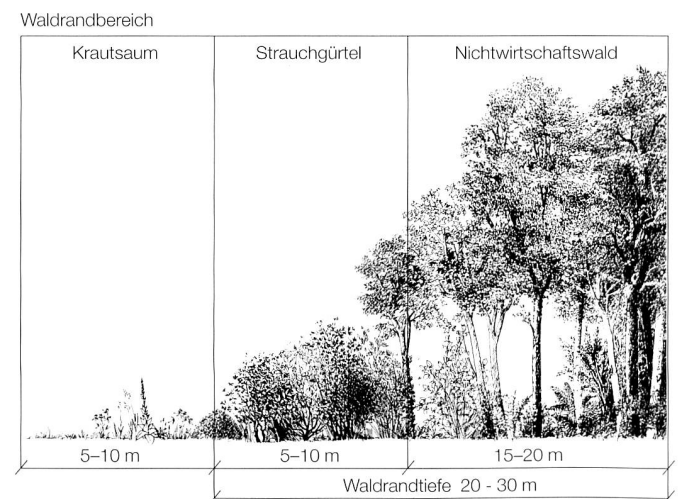 Waldrandbereich
Krautsaum Strauchgürtel Nichtwirtschaftswald
5–10 m 5–10 m 15–20 m
Waldrandtiefe 20 - 30 m